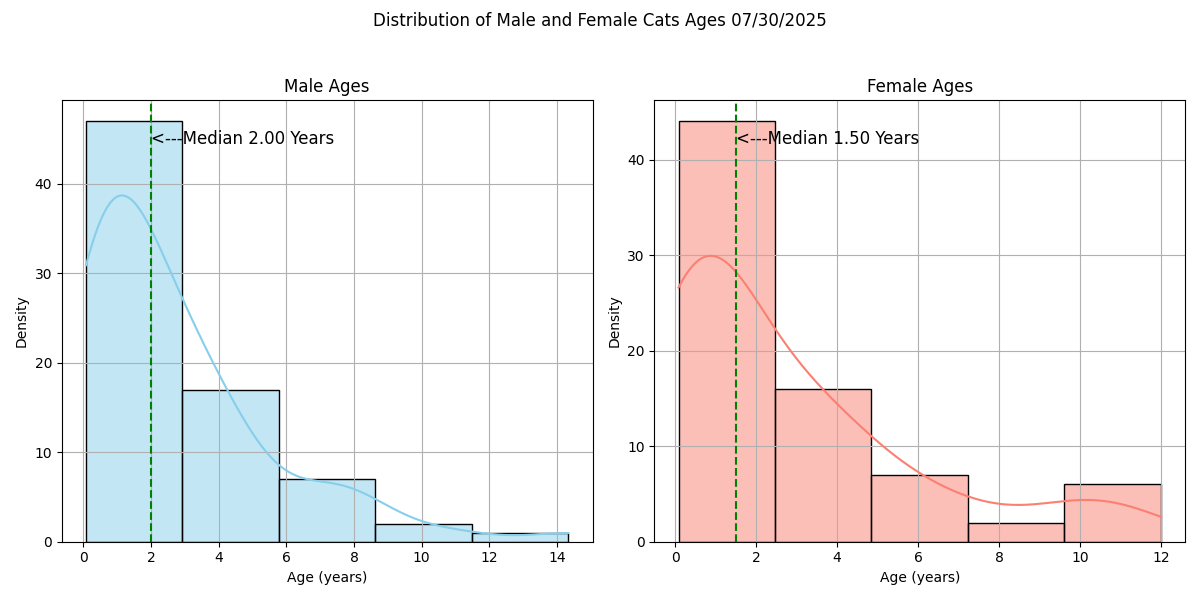 Distribution of Male and Female Cats Ages 07/30/2025
Male Ages
<---Median 2.00 Years
Density
40
30
20
10
0
0 2 4 6 8 10 12 14
Age (years)
Female Ages
<---Median 1.50 Years
Density
40
30
20
10
0
0 2 4 6 8 10 12
Age (years)